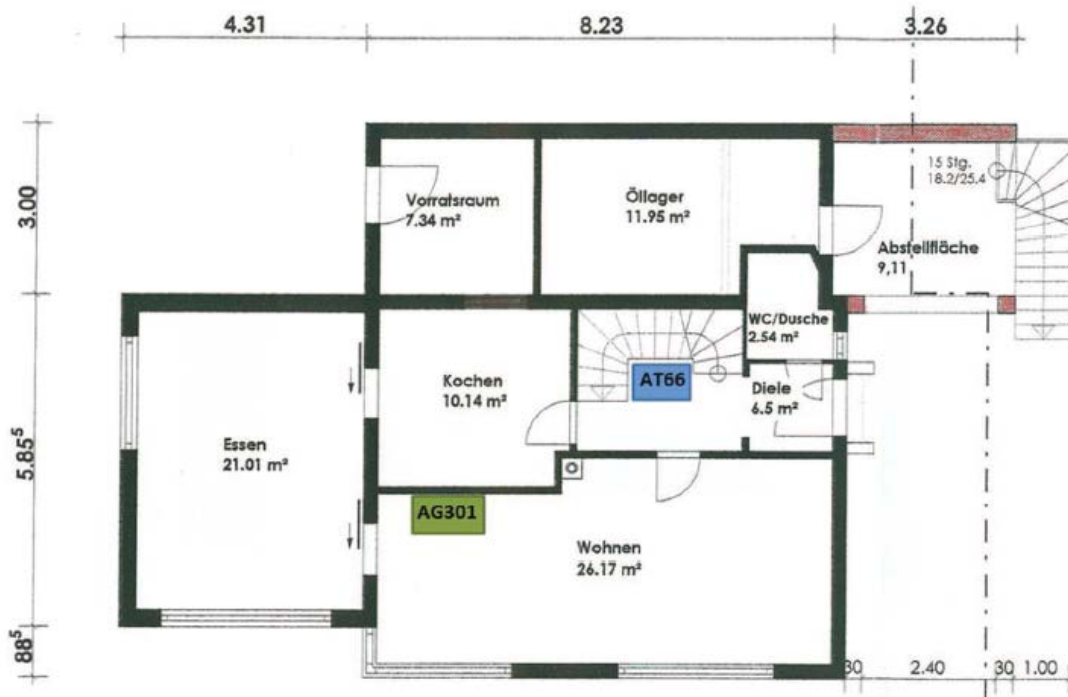 4.31
8.23
3.26
3.00
5.85⁵
88⁵
15 Stg.
18.2/25.4
Vorratsraum
7.34 m²
Öllager
11.95 m²
Abstellfläche
9,11
WC/Dusche
2.54 m²
Kochen
10.14 m²
AT66
Diele
6.5 m²
Essen
21.01 m²
AG301
Wohnen
26.17 m²
30
2.40
30
1.00